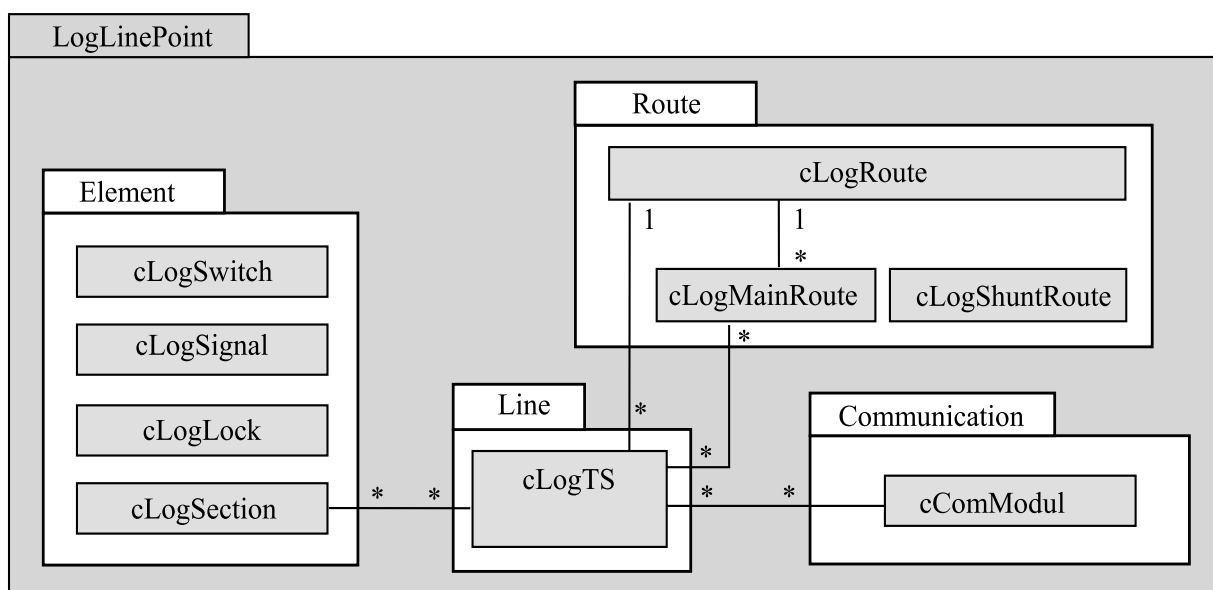 LogLinePoint
Route
cLogRoute
1
1
*
cLogMainRoute
cLogShuntRoute
*
Element
cLogSwitch
cLogSignal
cLogLock
cLogSection
*
*
Line
*
*
cLogTS
*
*
Communication
cComModul